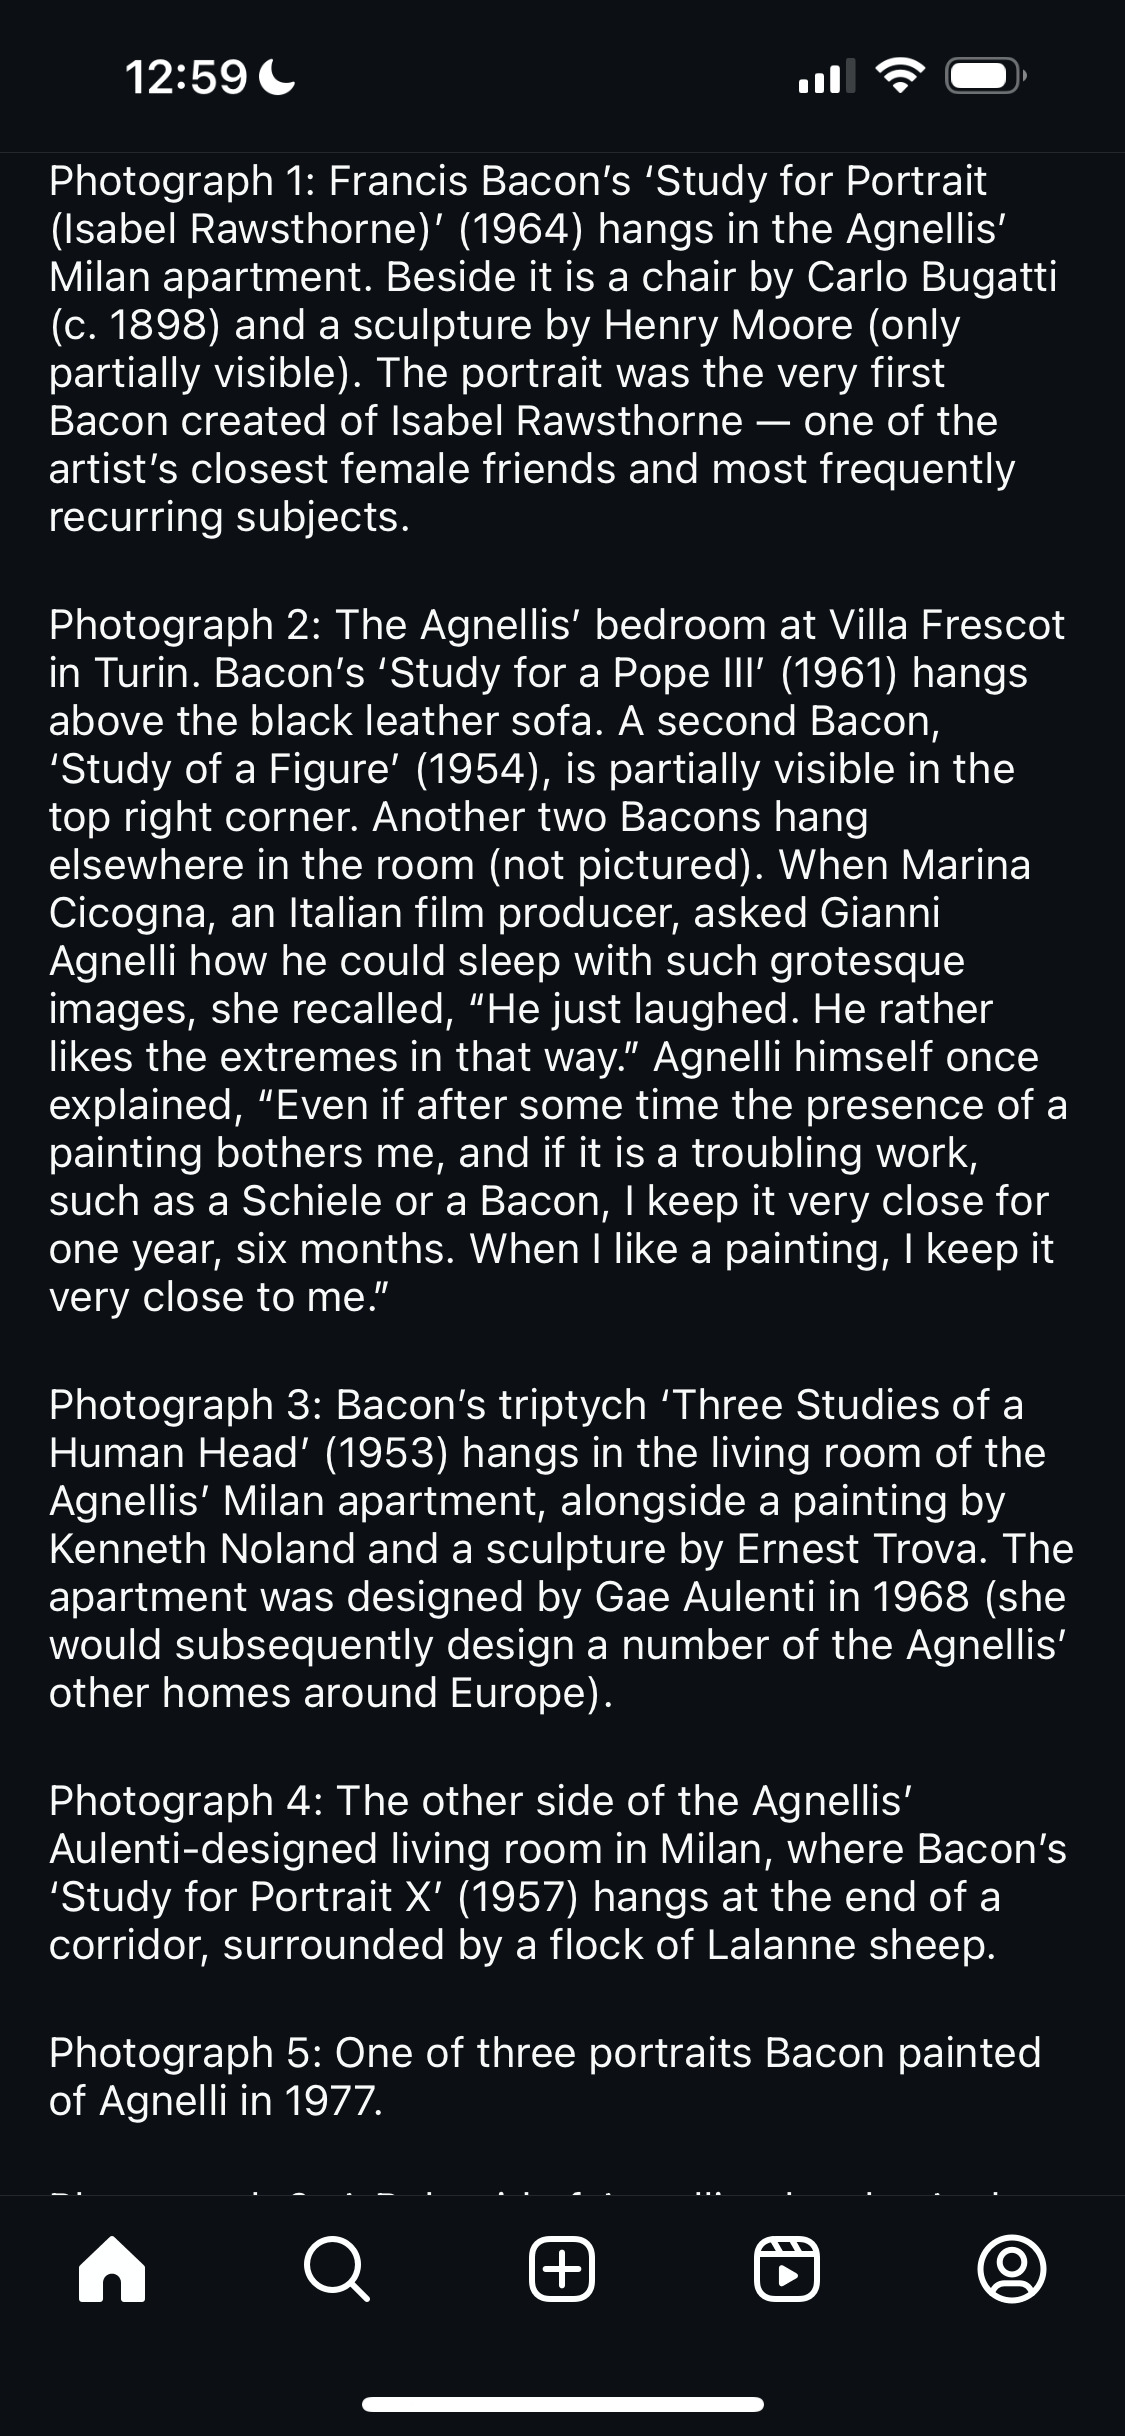 12:59
Photograph 1: Francis Bacon’s ‘Study for Portrait
(Isabel Rawsthorne)’ (1964) hangs in the Agnellis’
Milan apartment. Beside it is a chair by Carlo Bugatti
(c. 1898) and a sculpture by Henry Moore (only
partially visible). The portrait was the very first
Bacon created of Isabel Rawsthorne — one of the
artist’s closest female friends and most frequently
recurring subjects.
Photograph 2: The Agnellis’ bedroom at Villa Frescot
in Turin. Bacon’s ‘Study for a Pope III’ (1961) hangs
above the black leather sofa. A second Bacon,
‘Study of a Figure’ (1954), is partially visible in the
top right corner. Another two Bacons hang
elsewhere in the room (not pictured). When Marina
Cicogna, an Italian film producer, asked Gianni
Agnelli how he could sleep with such grotesque
images, she recalled, “He just laughed. He rather
likes the extremes in that way.” Agnelli himself once
explained, “Even if after some time the presence of a
painting bothers me, and if it is a troubling work,
such as a Schiele or a Bacon, I keep it very close for
one year, six months. When I like a painting, I keep it
very close to me.”
Photograph 3: Bacon’s triptych ‘Three Studies of a
Human Head’ (1953) hangs in the living room of the
Agnellis’ Milan apartment, alongside a painting by
Kenneth Noland and a sculpture by Ernest Trova. The
apartment was designed by Gae Aulenti in 1968 (she
would subsequently design a number of the Agnellis’
other homes around Europe).
Photograph 4: The other side of the Agnellis’
Aulenti-designed living room in Milan, where Bacon’s
‘Study for Portrait X’ (1957) hangs at the end of a
corridor, surrounded by a flock of Lalanne sheep.
Photograph 5: One of three portraits Bacon painted
of Agnelli in 1977.